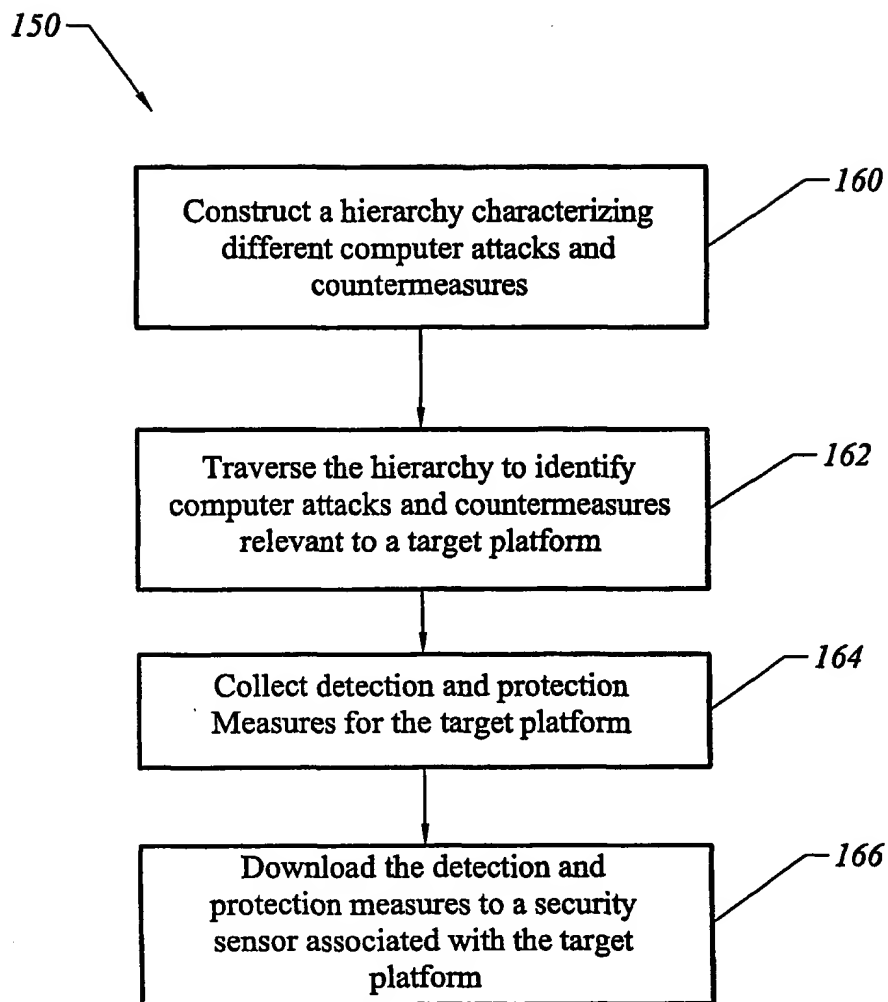 150
160
Construct a hierarchy characterizing
different computer attacks and
countermeasures
162
Traverse the hierarchy to identify
computer attacks and countermeasures
relevant to a target platform
164
Collect detection and protection
Measures for the target platform
166
Download the detection and
protection measures to a security
sensor associated with the target
platform